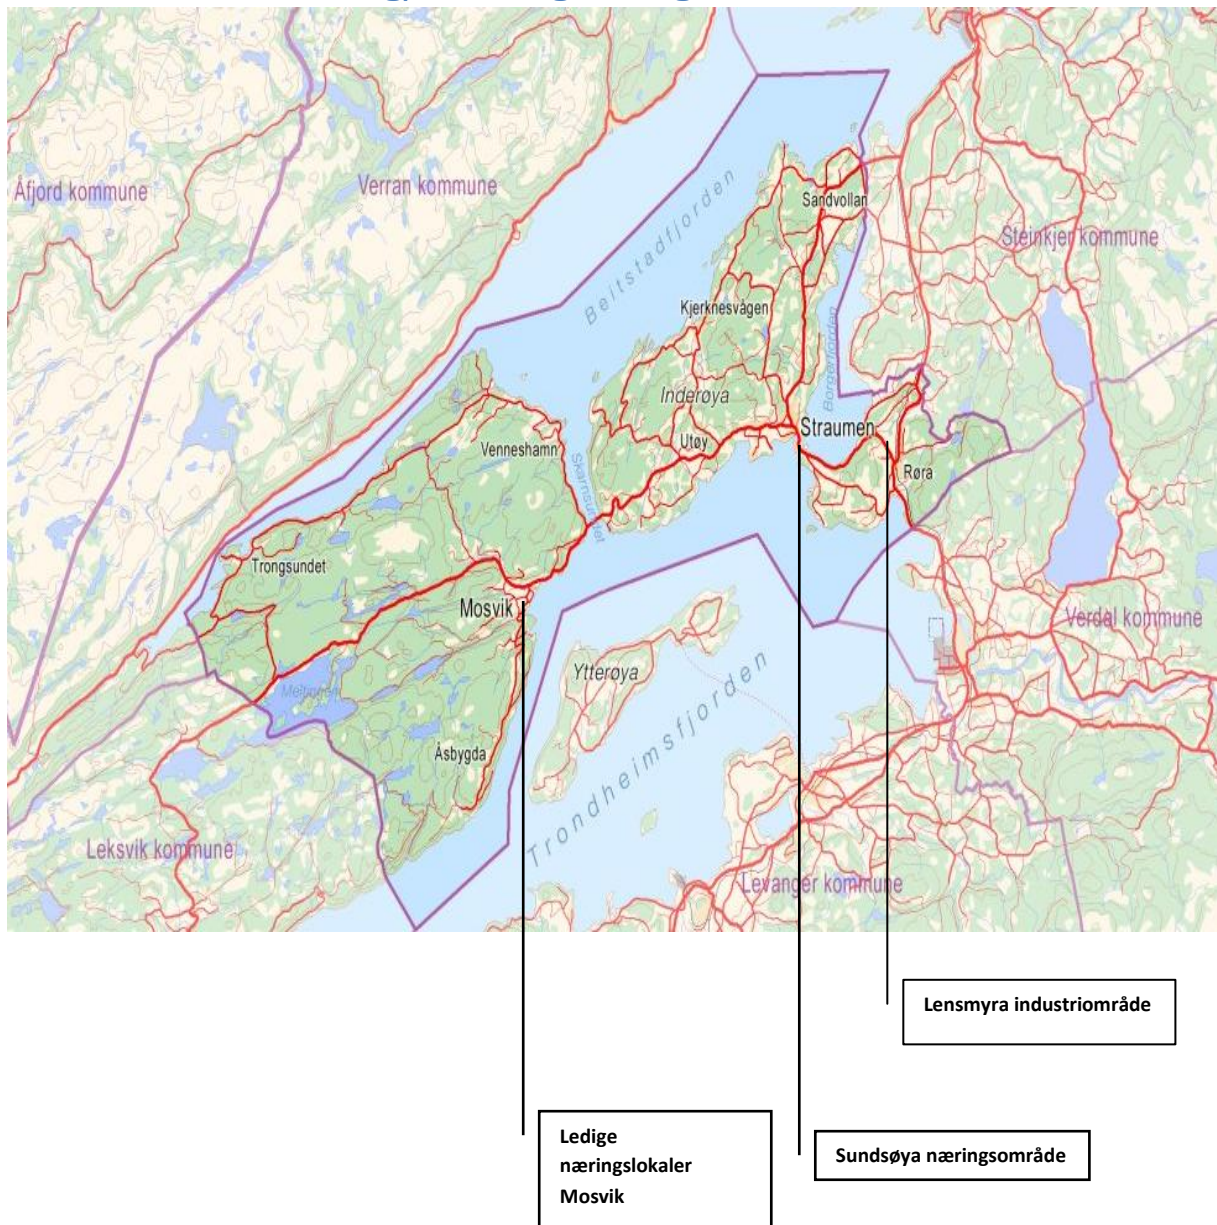 Åfjord kommune
Verran kommune
Beitstadfjorden
Sandvollan
Steinkjer kommune
Kjerknesvågen
Borgenfjorden
Inderøya
Straumen
Utøy
Venneshamn
Skarnsundet
Røra
Trongsundet
Mosvik
Verdal kommune
Ytterøya
Meltingen
Åsbygda
Trondheimsfjorden
Leksvik kommune
Levanger kommune
Lensmyra industriområde
Ledige
næringslokaler
Mosvik
Sundsøya næringsområde